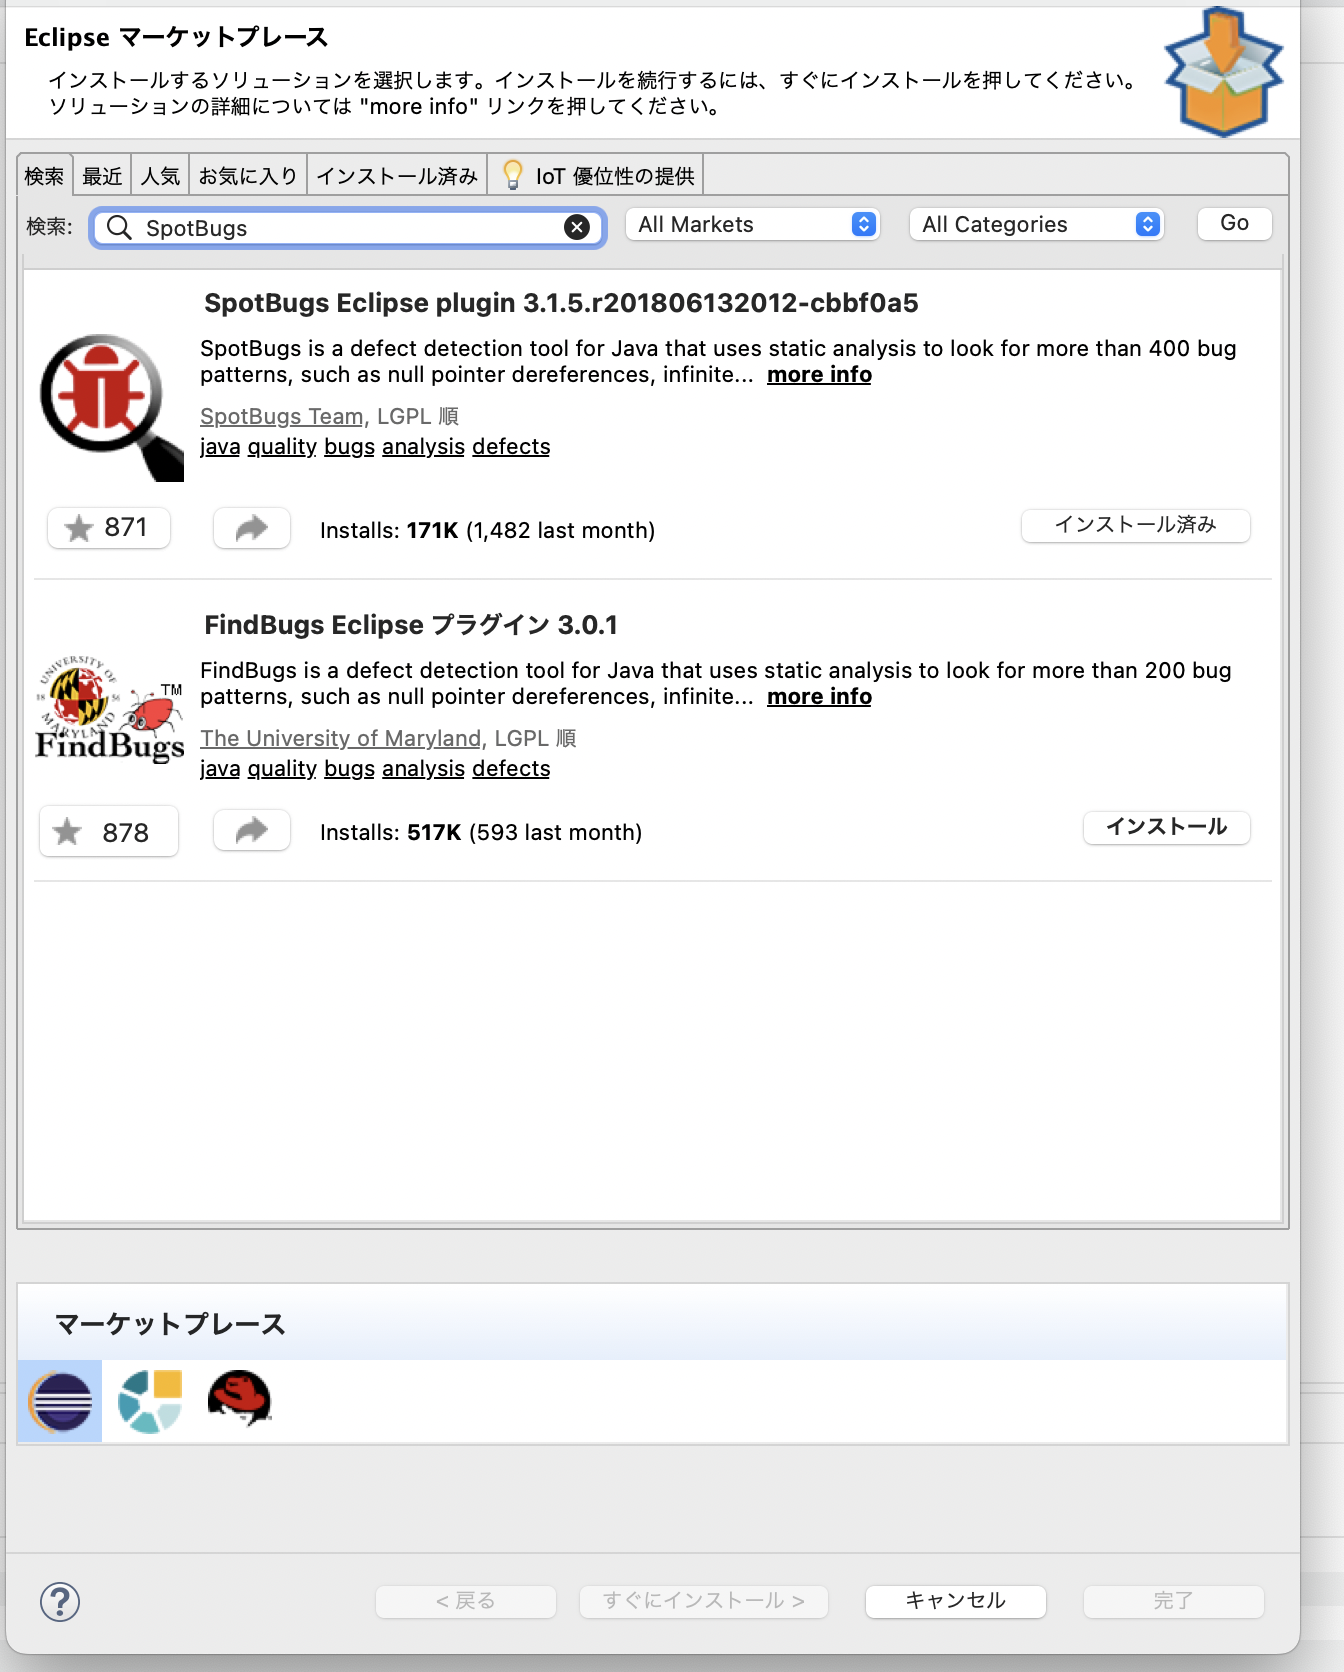 Eclipse マーケットプレース
インストールするソリューションを選択します。インストールを続行するには、すぐにインストールを押してください。
ソリューションの詳細については "more info" リンクを押してください。
検索 最近 人気 お気に入り インストール済み IoT 優位性の提供
検索: SpotBugs All Markets All Categories Go
SpotBugs Eclipse plugin 3.1.5.r201806132012-cbbf0a5
SpotBugs is a defect detection tool for Java that uses static analysis to look for more than 400 bug
patterns, such as null pointer dereferences, infinite... more info
SpotBugs Team, LGPL 順
java quality bugs analysis defects
871 Installs: 171K (1,482 last month) インストール済み
FindBugs Eclipse プラグイン 3.0.1
UNIVERSITY OF
18 56
MARYLAND
TM
FindBugs
FindBugs is a defect detection tool for Java that uses static analysis to look for more than 200 bug
patterns, such as null pointer dereferences, infinite... more info
The University of Maryland, LGPL 順
java quality bugs analysis defects
878 Installs: 517K (593 last month) インストール
マーケットプレース
? < 戻る すぐにインストール > キャンセル 完了